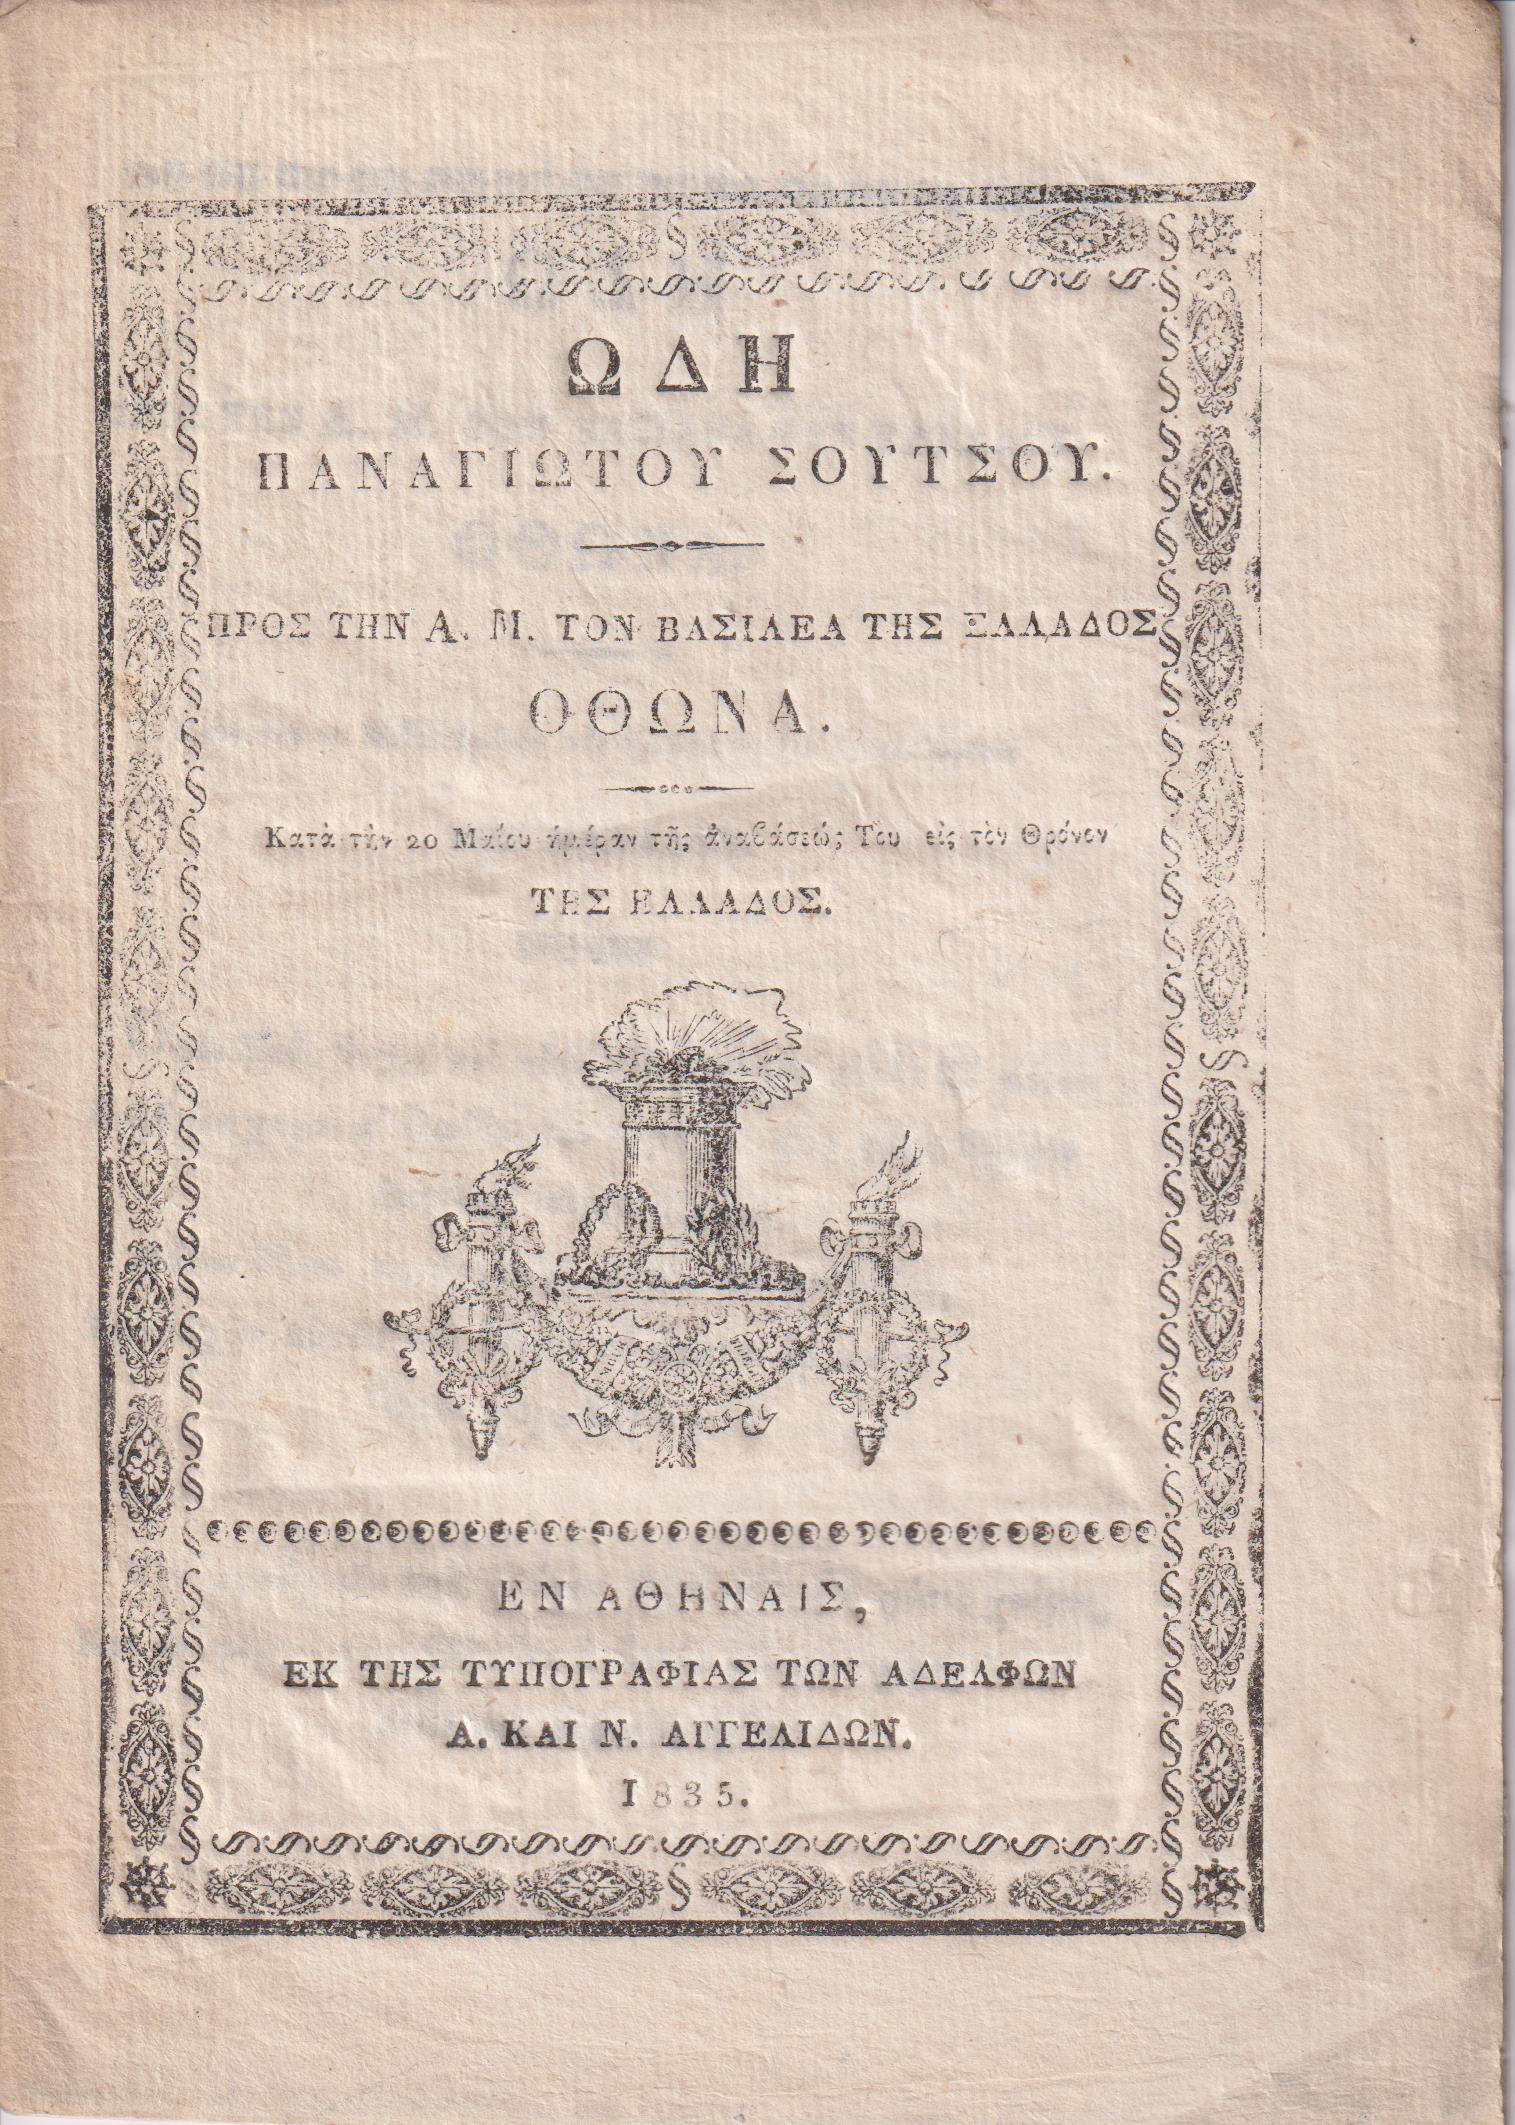 ΩΔΗ
ΠΑΝΑΓΙΩΤΟΥ ΣΟΥΤΣΟΥ.
ΠΡΟΣ ΤΗΝ Α. Μ. ΤΟΝ ΒΑΣΙΛΕΑ ΤΗΣ ΕΛΛΑΔΟΣ
ΟΘΩΝΑ.
Κατὰ τὴν 20 Μαΐου ἡμέραν τῆς ἀναβάσεώς Του εἰς τὸν Θρόνον
ΤΗΣ ΕΛΛΑΔΟΣ.
ΕΝ ΑΘΗΝΑΙΣ,
ΕΚ ΤΗΣ ΤΥΠΟΓΡΑΦΙΑΣ ΤΩΝ ΑΔΕΛΦΩΝ
Α. ΚΑΙ Ν. ΑΓΓΕΛΙΔΩΝ.
1835.